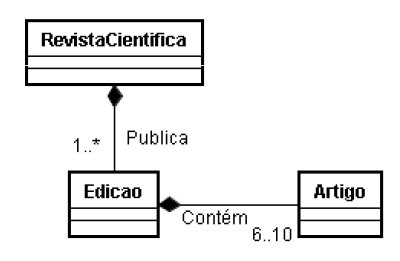 RevistaCientifica
1..*
Publica
Edicao
Contém
6..10
Artigo